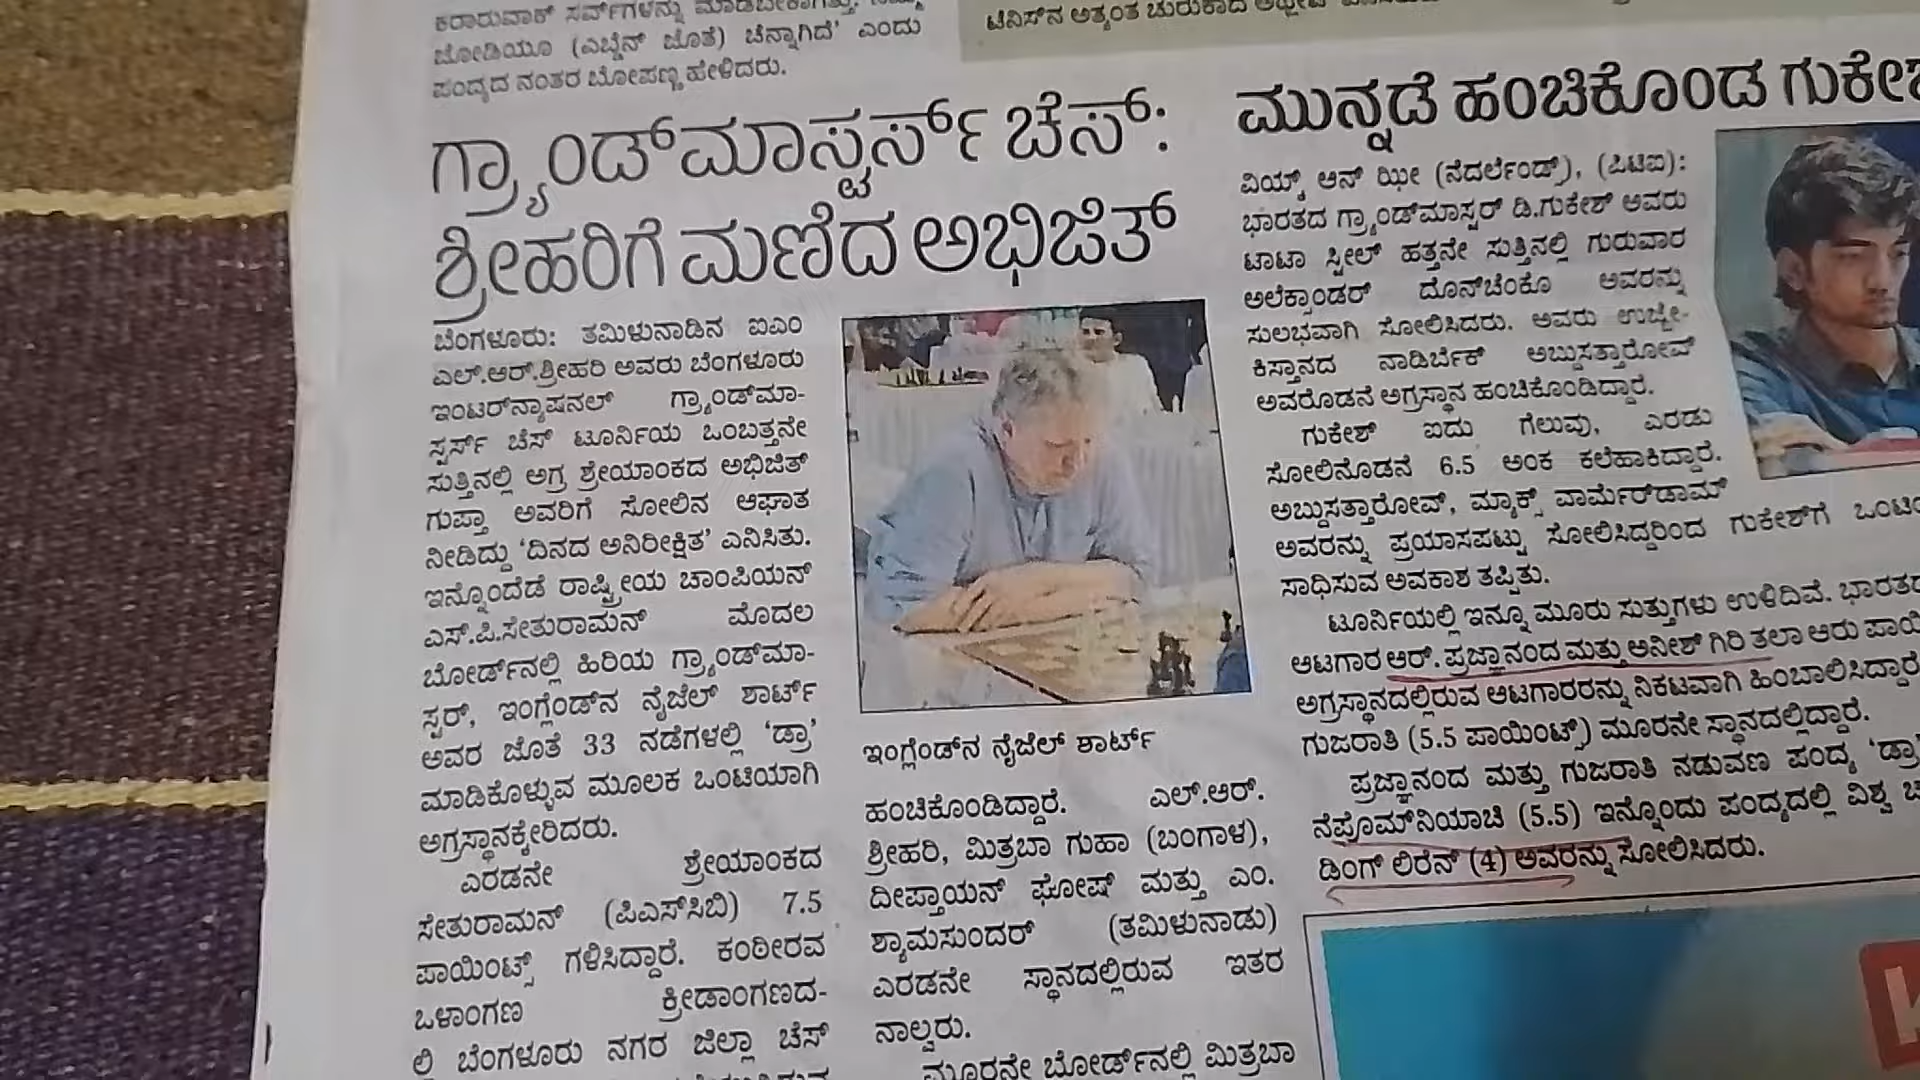 ಕರಾರುವಾಕ್ ಸರ್ವ್‌ಗಳನ್ನು ಮಾಡಬೇಕಾಗಿತ್ತು.
ಜೋಡಿಯೂ (ಎಬ್ಡೆನ್ ಜೊತೆ) ಚೆನ್ನಾಗಿದೆ’ ಎಂದು
ಪಂದ್ಯದ ನಂತರ ಬೋಪಣ್ಣ ಹೇಳಿದರು.
ಟೆನಿಸ್‌ನ ಅತ್ಯಂತ ಚುರುಕಾದ
ಗ್ರ್ಯಾಂಡ್‌ಮಾಸ್ಟರ್ಸ್ ಚೆಸ್:
ಶ್ರೀಹರಿಗೆ ಮಣಿದ ಅಭಿಜಿತ್
ಬೆಂಗಳೂರು: ತಮಿಳುನಾಡಿನ ಐಎಂ
ಎಲ್.ಆರ್.ಶ್ರೀಹರಿ ಅವರು ಬೆಂಗಳೂರು
ಇಂಟರ್‌ನ್ಯಾಷನಲ್ ಗ್ರ್ಯಾಂಡ್‌ಮಾ-
ಸ್ಟರ್ಸ್ ಚೆಸ್ ಟೂರ್ನಿಯ ಒಂಬತ್ತನೇ
ಸುತ್ತಿನಲ್ಲಿ ಅಗ್ರ ಶ್ರೇಯಾಂಕದ ಅಭಿಜಿತ್
ಗುಪ್ತಾ ಅವರಿಗೆ ಸೋಲಿನ ಆಘಾತ
ನೀಡಿದ್ದು ‘ದಿನದ ಅನಿರೀಕ್ಷಿತ’ ಎನಿಸಿತು.
ಇನ್ನೊಂದೆಡೆ ರಾಷ್ಟ್ರೀಯ ಚಾಂಪಿಯನ್
ಎಸ್.ಪಿ.ಸೇತುರಾಮನ್ ಮೊದಲ
ಬೋರ್ಡ್‌ನಲ್ಲಿ ಹಿರಿಯ ಗ್ರ್ಯಾಂಡ್‌ಮಾ-
ಸ್ಟರ್, ಇಂಗ್ಲೆಂಡ್‌ನ ನೈಜೆಲ್ ಶಾರ್ಟ್
ಅವರ ಜೊತೆ 33 ನಡೆಗಳಲ್ಲಿ ‘ಡ್ರಾ’
ಮಾಡಿಕೊಳ್ಳುವ ಮೂಲಕ ಒಂಟಿಯಾಗಿ
ಅಗ್ರಸ್ಥಾನಕ್ಕೇರಿದರು.
ಎರಡನೇ ಶ್ರೇಯಾಂಕದ
ಸೇತುರಾಮನ್ (ಪಿಎಸ್‌ಸಿಬಿ) 7.5
ಪಾಯಿಂಟ್ಸ್ ಗಳಿಸಿದ್ದಾರೆ. ಕಂಠೀರವ
ಒಳಾಂಗಣ ಕ್ರೀಡಾಂಗಣದ-
ಲ್ಲಿ ಬೆಂಗಳೂರು ನಗರ ಜಿಲ್ಲಾ ಚೆಸ್
ಇಂಗ್ಲೆಂಡ್‌ನ ನೈಜೆಲ್ ಶಾರ್ಟ್
ಹಂಚಿಕೊಂಡಿದ್ದಾರೆ. ಎಲ್.ಆರ್.
ಶ್ರೀಹರಿ, ಮಿತ್ರಬಾ ಗುಹಾ (ಬಂಗಾಳ),
ದೀಪ್ತಾಯನ್ ಘೋಷ್ ಮತ್ತು ಎಂ.
ಶ್ಯಾಮಸುಂದರ್ (ತಮಿಳುನಾಡು)
ಎರಡನೇ ಸ್ಥಾನದಲ್ಲಿರುವ ಇತರ
ನಾಲ್ವರು.
ಮೂರನೇ ಬೋರ್ಡ್‌ನಲ್ಲಿ ಮಿತ್ರಬಾ
ಮುನ್ನಡೆ ಹಂಚಿಕೊಂಡ ಗುಕೇಶ್
ವಿಯ್ಕ್ ಆನ್ ಝೀ (ನೆದರ್ಲೆಂಡ್ಸ್), (ಪಿಟಿಐ):
ಭಾರತದ ಗ್ರ್ಯಾಂಡ್‌ಮಾಸ್ಟರ್ ಡಿ.ಗುಕೇಶ್ ಅವರು
ಟಾಟಾ ಸ್ಟೀಲ್ ಹತ್ತನೇ ಸುತ್ತಿನಲ್ಲಿ ಗುರುವಾರ
ಅಲೆಕ್ಸಾಂಡರ್ ದೊನ್‌ಚೆಂಕೊ ಅವರನ್ನು
ಸುಲಭವಾಗಿ ಸೋಲಿಸಿದರು. ಅವರು ಉಜ್ಬೇ-
ಕಿಸ್ತಾನದ ನಾಡಿರ್ಬೆಕ್ ಅಬ್ದುಸತ್ತಾರೋವ್
ಅವರೊಡನೆ ಅಗ್ರಸ್ಥಾನ ಹಂಚಿಕೊಂಡಿದ್ದಾರೆ.
ಗುಕೇಶ್ ಐದು ಗೆಲುವು, ಎರಡು
ಸೋಲಿನೊಡನೆ 6.5 ಅಂಕ ಕಲೆಹಾಕಿದ್ದಾರೆ.
ಅಬ್ದುಸತ್ತಾರೋವ್, ಮ್ಯಾಕ್ಸ್ ವಾರ್ಮೆರ್‌ಡಾಮ್
ಅವರನ್ನು ಪ್ರಯಾಸಪಟ್ಟು ಸೋಲಿಸಿದ್ದರಿಂದ ಗುಕೇಶ್‌ಗೆ
ಸಾಧಿಸುವ ಅವಕಾಶ ತಪ್ಪಿತು.
ಟೂರ್ನಿಯಲ್ಲಿ ಇನ್ನೂ ಮೂರು ಸುತ್ತುಗಳು ಉಳಿದಿವೆ. ಭಾರತದ
ಆಟಗಾರ ಆರ್. ಪ್ರಜ್ಞಾನಂದ ಮತ್ತು ಅನೀಶ್ ಗಿರಿ ತಲಾ ಆರು
ಅಗ್ರಸ್ಥಾನದಲ್ಲಿರುವ ಆಟಗಾರರನ್ನು ನಿಕಟವಾಗಿ ಹಿಂಬಾಲಿಸಿದ್ದಾರೆ
ಗುಜರಾತಿ (5.5 ಪಾಯಿಂಟ್ಸ್) ಮೂರನೇ ಸ್ಥಾನದಲ್ಲಿದ್ದಾರೆ.
ಪ್ರಜ್ಞಾನಂದ ಮತ್ತು ಗುಜರಾತಿ ನಡುವಣ ಪಂದ್ಯ ‘ಡ್ರಾ’
ನೆಪೊಮ್‌ನಿಯಾಚಿ (5.5) ಇನ್ನೊಂದು ಪಂದ್ಯದಲ್ಲಿ ವಿಶ್ವ
ಡಿಂಗ್ ಲಿರೆನ್ (4) ಅವರನ್ನು ಸೋಲಿಸಿದರು.